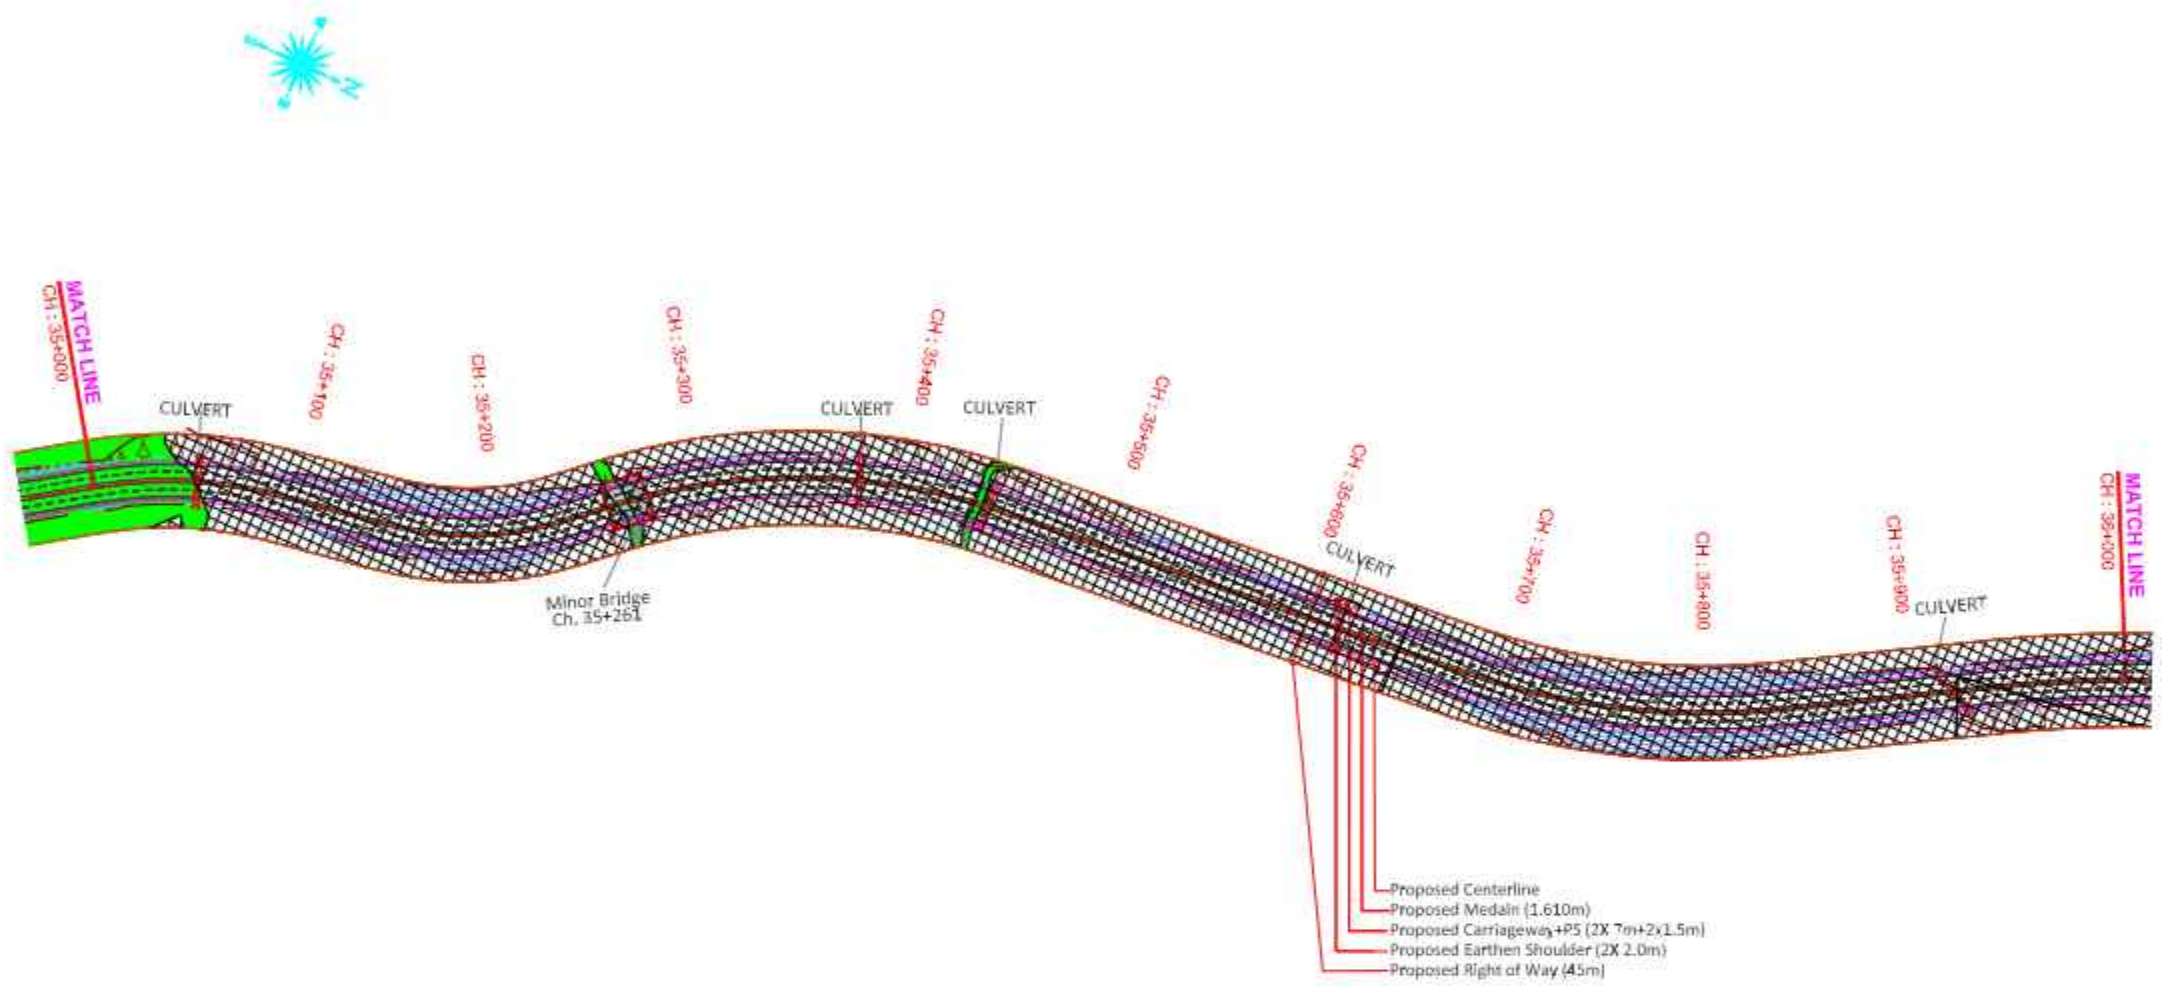 N
MATCH LINE
CH : 35+000
CULVERT
CH : 35+100
CH : 35+200
CH : 35+300
CULVERT
CH : 35+400
CULVERT
CH : 35+500
CH : 35+600
CULVERT
CH : 35+700
CH : 35+800
CH : 35+900
CULVERT
MATCH LINE
CH : 36+000
Minor Bridge
Ch. 35+261
Proposed Centerline
Proposed Medain (1.610m)
Proposed Carriageway+PS (2X 7m+2x1.5m)
Proposed Earthen Shoulder (2X 2.0m)
Proposed Right of Way (45m)